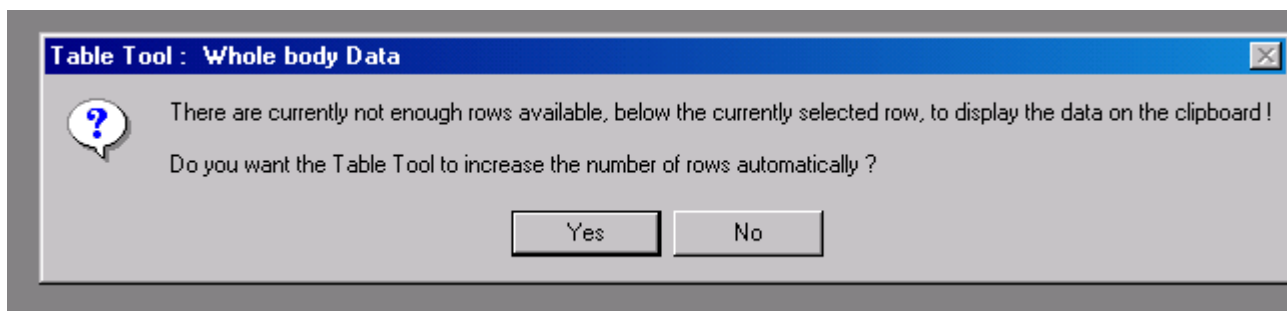 Table Tool :  Whole body Data
There are currently not enough rows available, below the currently selected row, to display the data on the clipboard !
Do you want the Table Tool to increase the number of rows automatically ?
Yes
No